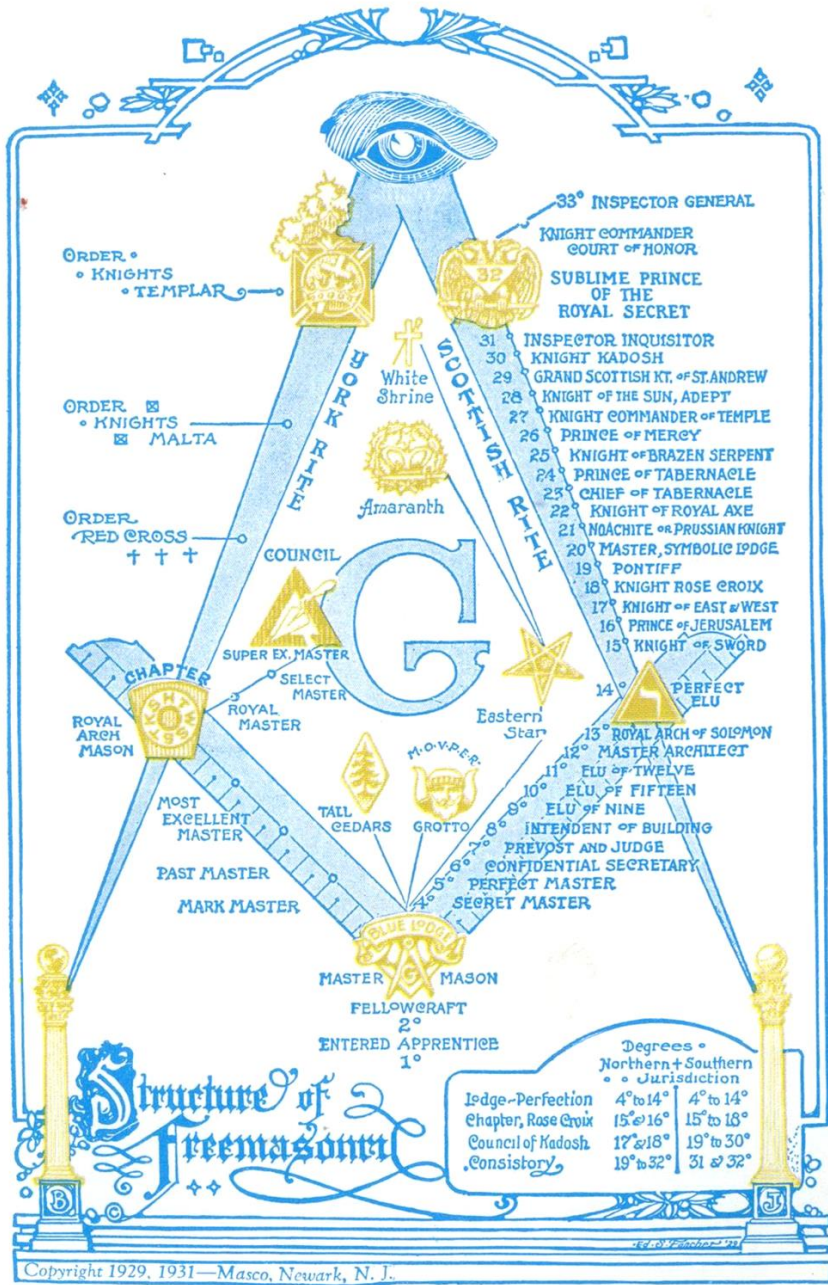 33° INSPECTOR GENERAL
KNIGHT COMMANDER
COURT OF HONOR
32
SUBLIME PRINCE
OF THE
ROYAL SECRET
ORDER
KNIGHTS
TEMPLAR
ORDER
KNIGHTS
MALTA
ORDER
RED CROSS
YORK RITE
SCOTTISH RITE
White
Shrine
Amaranth
31 INSPECTOR INQUISITOR
30 KNIGHT KADOSH
29 GRAND SCOTTISH KT. OF ST. ANDREW
28 KNIGHT OF THE SUN, ADEPT
27 KNIGHT COMMANDER OF TEMPLE
26 PRINCE OF MERCY
25 KNIGHT OF BRAZEN SERPENT
24 PRINCE OF TABERNACLE
23 CHIEF OF TABERNACLE
22 KNIGHT OF ROYAL AXE
21 NOACHITE OR PRUSSIAN KNIGHT
20 MASTER, SYMBOLIC LODGE
19 PONTIFF
18 KNIGHT ROSE CROIX
17 KNIGHT OF EAST & WEST
16 PRINCE OF JERUSALEM
15 KNIGHT OF SWORD
14° PERFECT
ELU
13° ROYAL ARCH OF SOLOMON
12° MASTER ARCHITECT
11° ELU OF TWELVE
10° ELU OF FIFTEEN
9° ELU OF NINE
8° INTENDENT OF BUILDING
7° PREVOST AND JUDGE
6° CONFIDENTIAL SECRETARY
5° PERFECT MASTER
4° SECRET MASTER
COUNCIL
SUPER EX. MASTER
SELECT
MASTER
ROYAL
MASTER
G
Eastern
Star
CHAPTER
HTWSSTKS
ROYAL
ARCH
MASON
MOST
EXCELLENT
MASTER
PAST MASTER
MARK MASTER
TALL
CEDARS
M.O.V.P.E.R.
GROTTO
BLUE LODGE
G
MASTER MASON
FELLOWCRAFT
2°
ENTERED APPRENTICE
1°
Structure of
Freemasonry
Degrees
Northern + Southern
Jurisdiction
Lodge-Perfection 4° to 14° 4° to 14°
Chapter, Rose Croix 15° & 16° 15° to 18°
Council of Kadosh 17° & 18° 19° to 30°
Consistory 19° to 32° 31 & 32°
B
J
©
Copyright 1929, 1931—Masco, Newark, N. J.